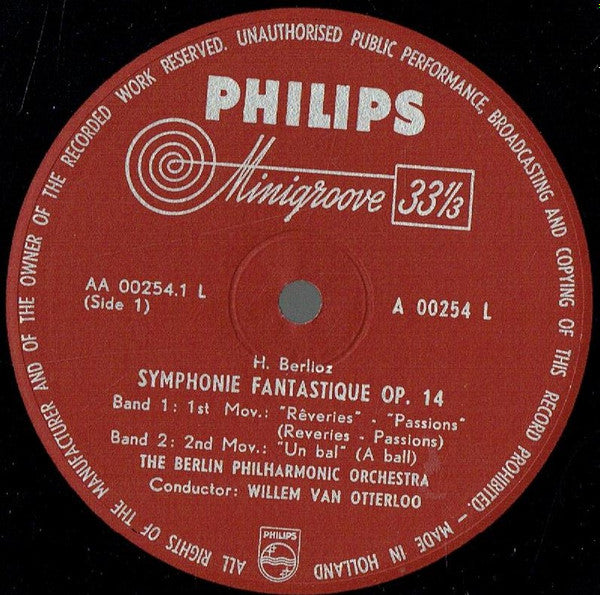 ALL RIGHTS OF THE MANUFACTURER AND OF THE OWNER OF THE RECORDED WORK RESERVED. UNAUTHORISED PUBLIC PERFORMANCE, BROADCASTING AND COPYING OF THIS RECORD PROHIBITED. – MADE IN HOLLAND
PHILIPS
Minigroove 33⅓
AA 00254.1 L
(Side 1)
A 00254 L
H. Berlioz
SYMPHONIE FANTASTIQUE OP. 14
Band 1: 1st Mov.: "Rêveries" - "Passions"
(Reveries - Passions)
Band 2: 2nd Mov.: "Un bal" (A ball)
THE BERLIN PHILHARMONIC ORCHESTRA
Conductor: WILLEM VAN OTTERLOO
PHILIPS